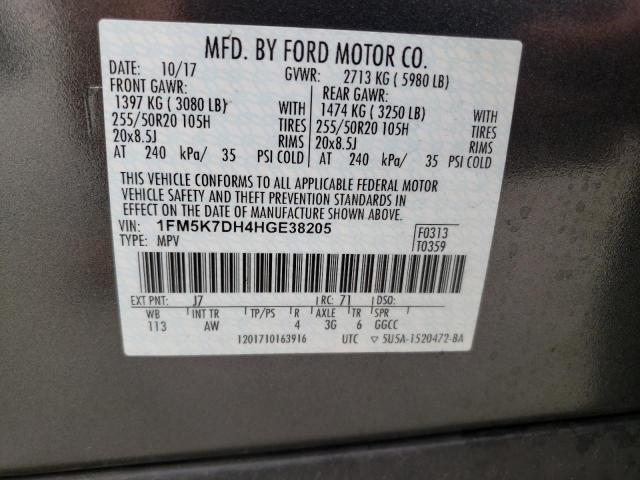 MFD. BY FORD MOTOR CO.
DATE: 10/17 GVWR: 2713 KG ( 5980 LB)
FRONT GAWR: REAR GAWR:
1397 KG ( 3080 LB) WITH 1474 KG ( 3250 LB) WITH
255/50R20 105H TIRES 255/50R20 105H TIRES
20x8.5J RIMS 20x8.5J RIMS
AT 240 kPa/ 35 PSI COLD AT 240 kPa/ 35 PSI COLD
THIS VEHICLE CONFORMS TO ALL APPLICABLE FEDERAL MOTOR
VEHICLE SAFETY AND THEFT PREVENTION STANDARDS IN
EFFECT ON THE DATE OF MANUFACTURE SHOWN ABOVE.
VIN: 1FM5K7DH4HGE38205 F0313
TYPE: MPV T0359
EXT PNT: J7 RC: 71 DSO:
WB INT TR TP/PS R AXLE TR SPR
113 AW 4 3G 6 GGCC
1201710163916 UTC ▽ 5U5A-1520472-BA